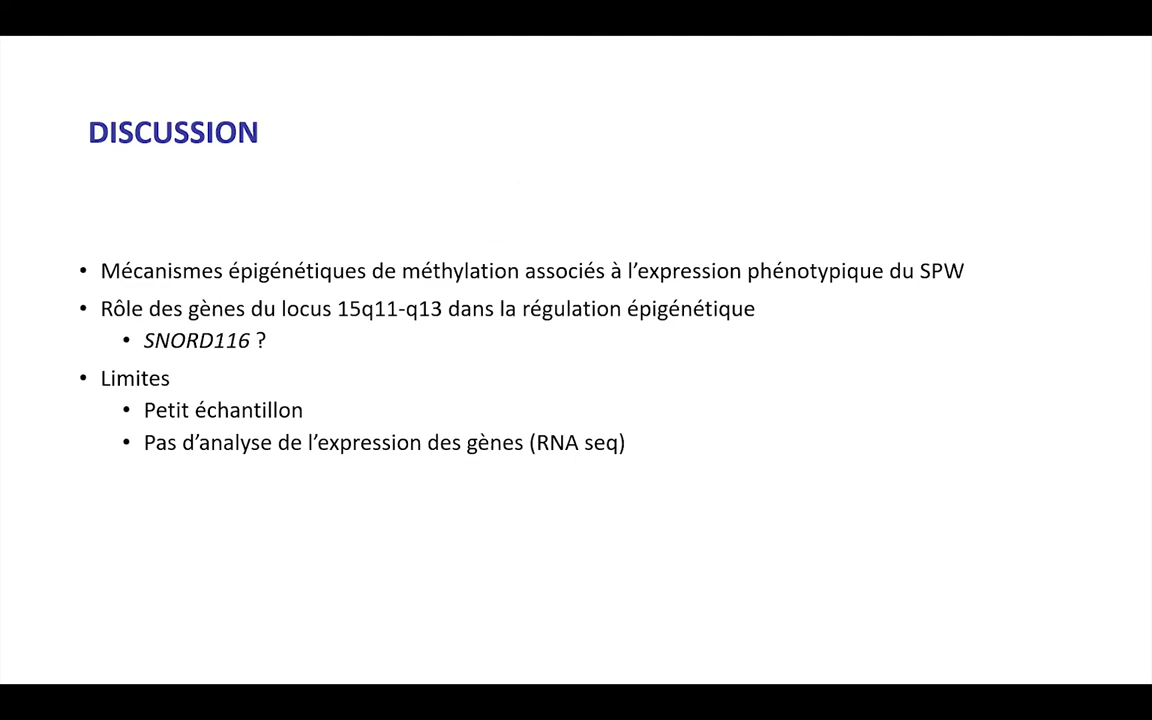 DISCUSSION
• Mécanismes épigénétiques de méthylation associés à l’expression phénotypique du SPW
• Rôle des gènes du locus 15q11-q13 dans la régulation épigénétique
• SNORD116 ?
• Limites
• Petit échantillon
• Pas d’analyse de l’expression des gènes (RNA seq)